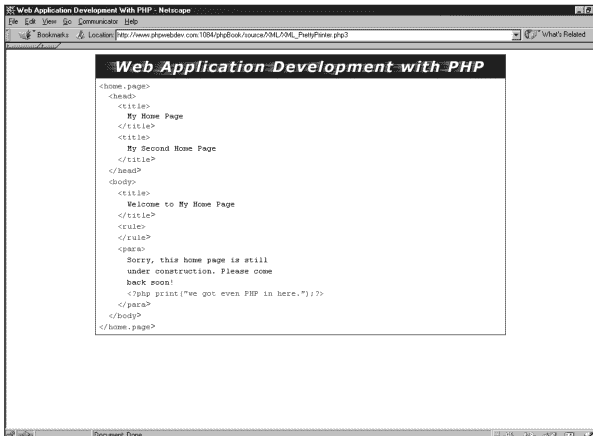 Web Application Development With PHP - Netscape
File Edit View Go Communicator Help
Bookmarks Location: http://www.phpwebdev.com:1084/phpBook/source/XML/XML_PrettyPrinter.php3 What's Related
Web Application Development with PHP
<home.page>
<head>
<title>
My Home Page
</title>
<title>
My Second Home Page
</title>
</head>
<body>
<title>
Welcome to My Home Page
</title>
<rule>
</rule>
<para>
Sorry, this home page is still
under construction. Please come
back soon!
<?php print("we got even PHP in here.");?>
</para>
</body>
</home.page>
Document: Done